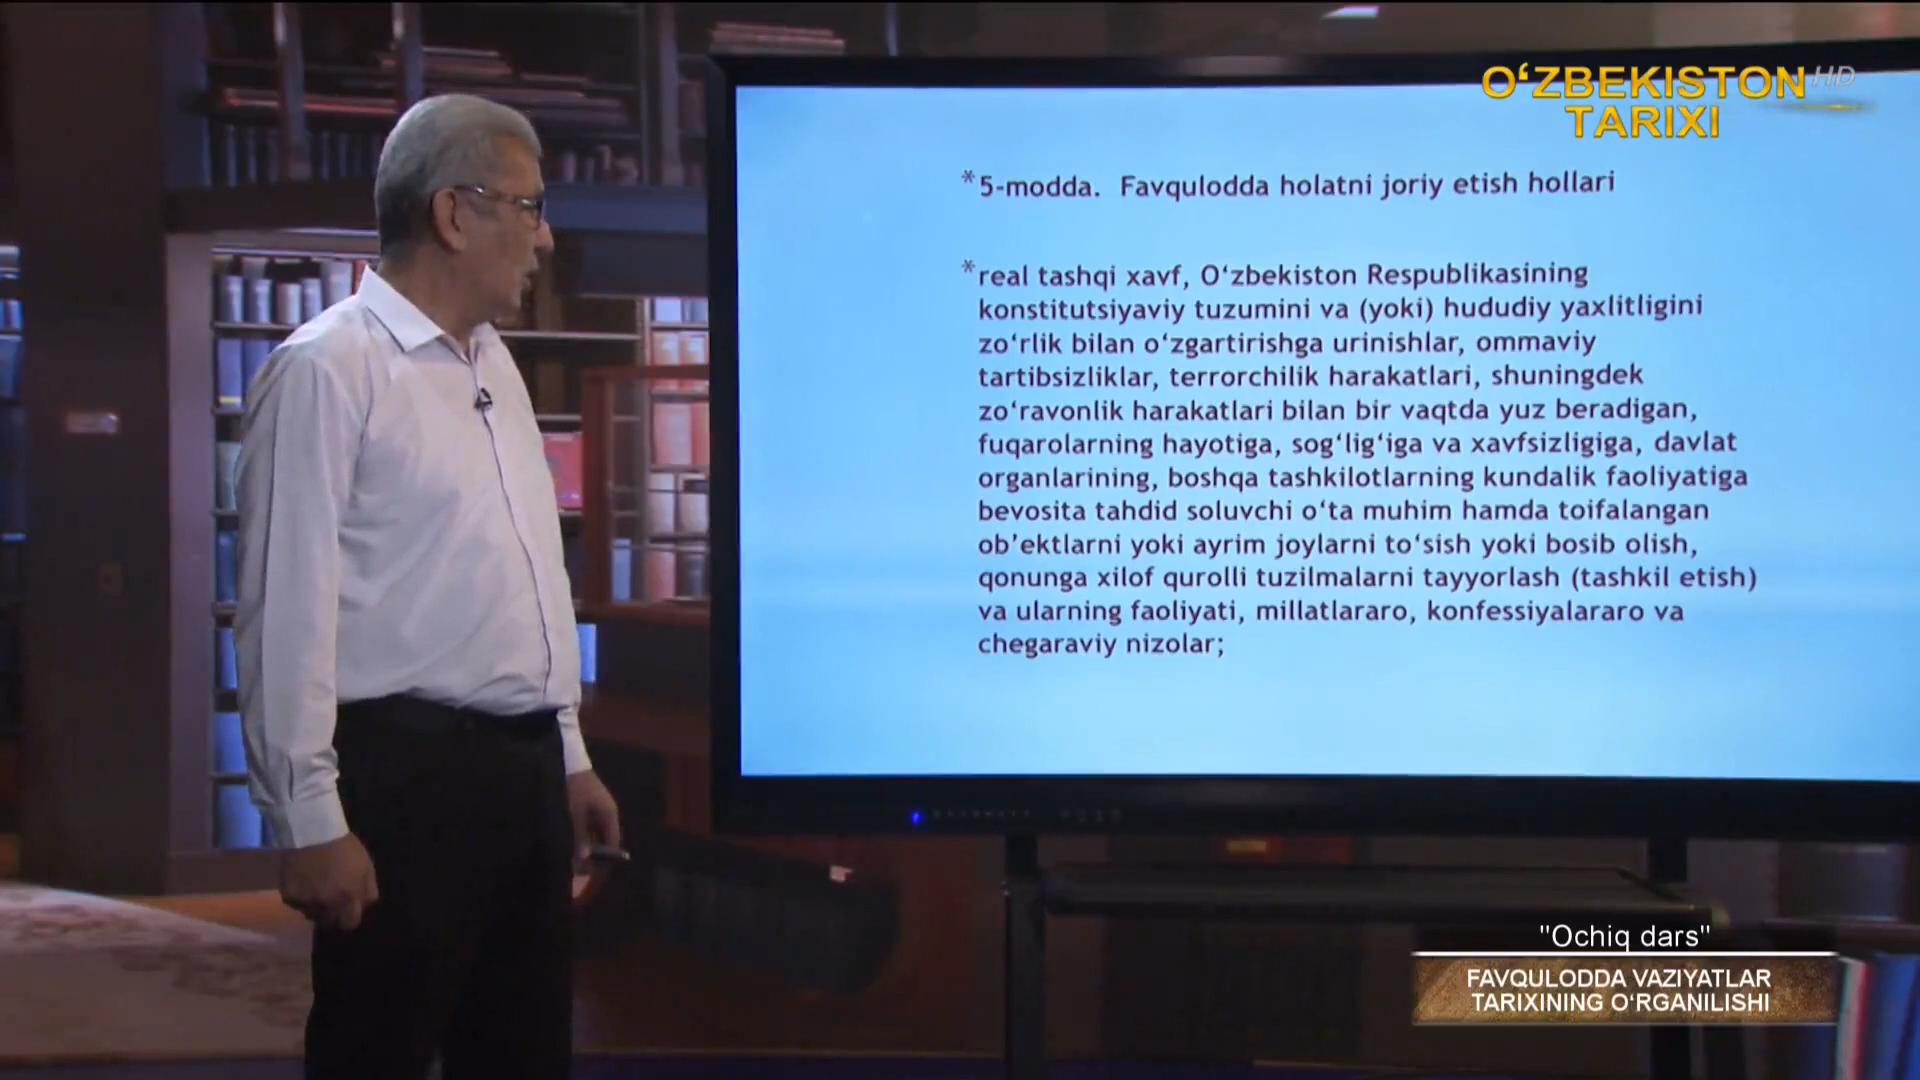 O‘ZBEKISTON HD
TARIXI
*5-modda. Favqulodda holatni joriy etish hollari
*real tashqi xavf, O‘zbekiston Respublikasining
konstitutsiyaviy tuzumini va (yoki) hududiy yaxlitligini
zo‘rlik bilan o‘zgartirishga urinishlar, ommaviy
tartibsizliklar, terrorchilik harakatlari, shuningdek
zo‘ravonlik harakatlari bilan bir vaqtda yuz beradigan,
fuqarolarning hayotiga, sog‘lig‘iga va xavfsizligiga, davlat
organlarining, boshqa tashkilotlarning kundalik faoliyatiga
bevosita tahdid soluvchi o‘ta muhim hamda toifalangan
ob’ektlarni yoki ayrim joylarni to‘sish yoki bosib olish,
qonunga xilof qurolli tuzilmalarni tayyorlash (tashkil etish)
va ularning faoliyati, millatlararo, konfessiyalararo va
chegaraviy nizolar;
"Ochiq dars"
FAVQULODDA VAZIYATLAR
TARIXINING O‘RGANILISHI